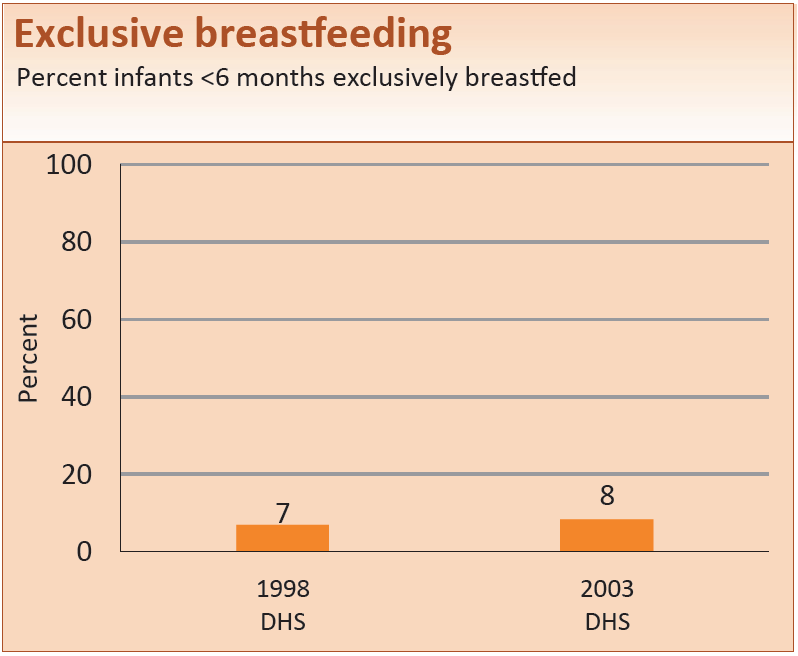 Exclusive breastfeeding
Percent infants <6 months exclusively breastfed
Percent
100
80
60
40
20
0
7
8
1998
DHS
2003
DHS